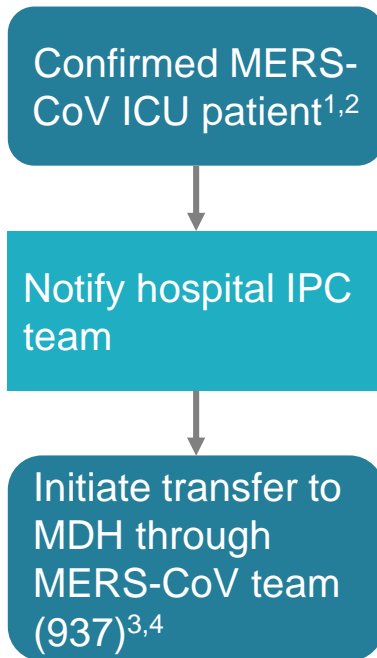 Confirmed MERS-
CoV ICU patient1,2
Notify hospital IPC
team
Initiate transfer to
MDH through
MERS-CoV team
(937)3,4